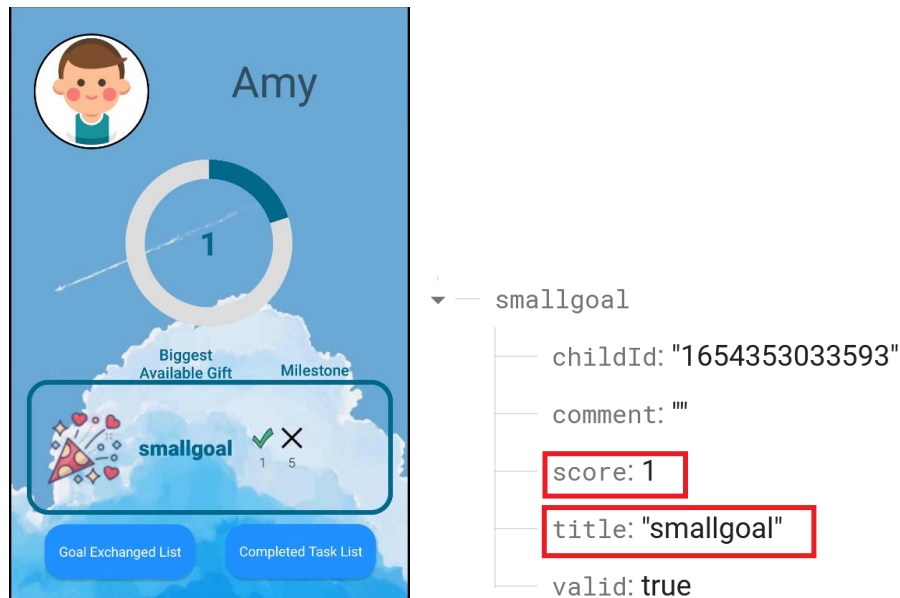 Amy
1
Biggest
Available Gift
Milestone
smallgoal
1 5
Goal Exchanged List
Completed Task List
smallgoal
childId: "1654353033593"
comment: ""
score: 1
title: "smallgoal"
valid: true